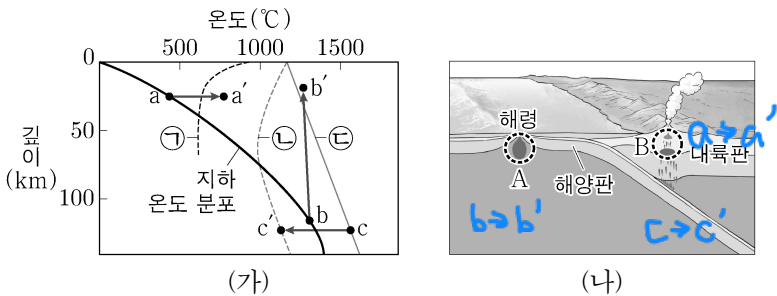 온도(℃)
0 500 1000 1500
a a′ b′
50
㉠ ㉡ ㉢
깊이
(km)
지하
온도 분포
100
b
c′ c
(가)
해령
B a→a′
대륙판
A 해양판
b→b′ c→c′
(나)